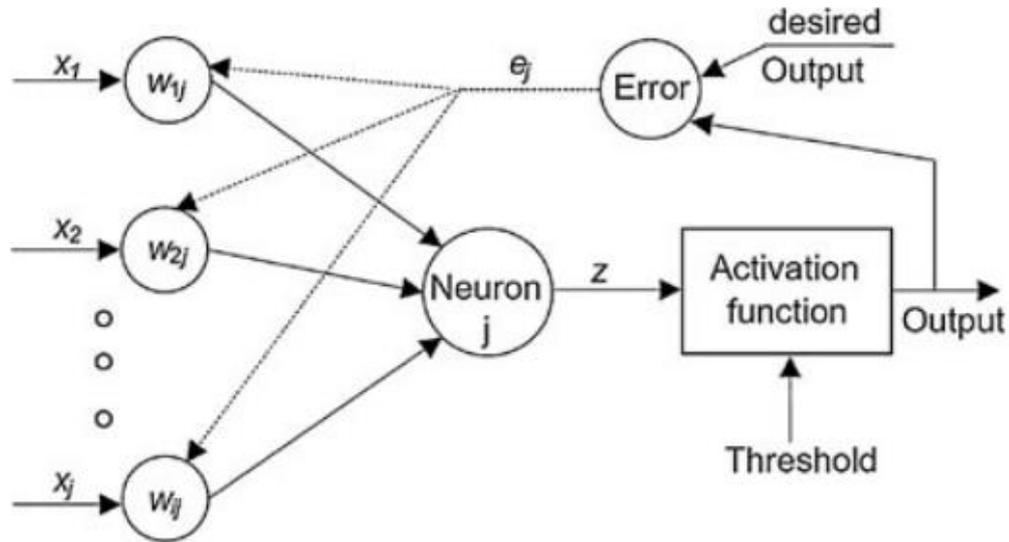 x₁
w₁ⱼ
eⱼ
Error
desired
Output
x₂
w₂ⱼ
Neuron
j
z
Activation
function
Output
Threshold
xⱼ
wᵢⱼ